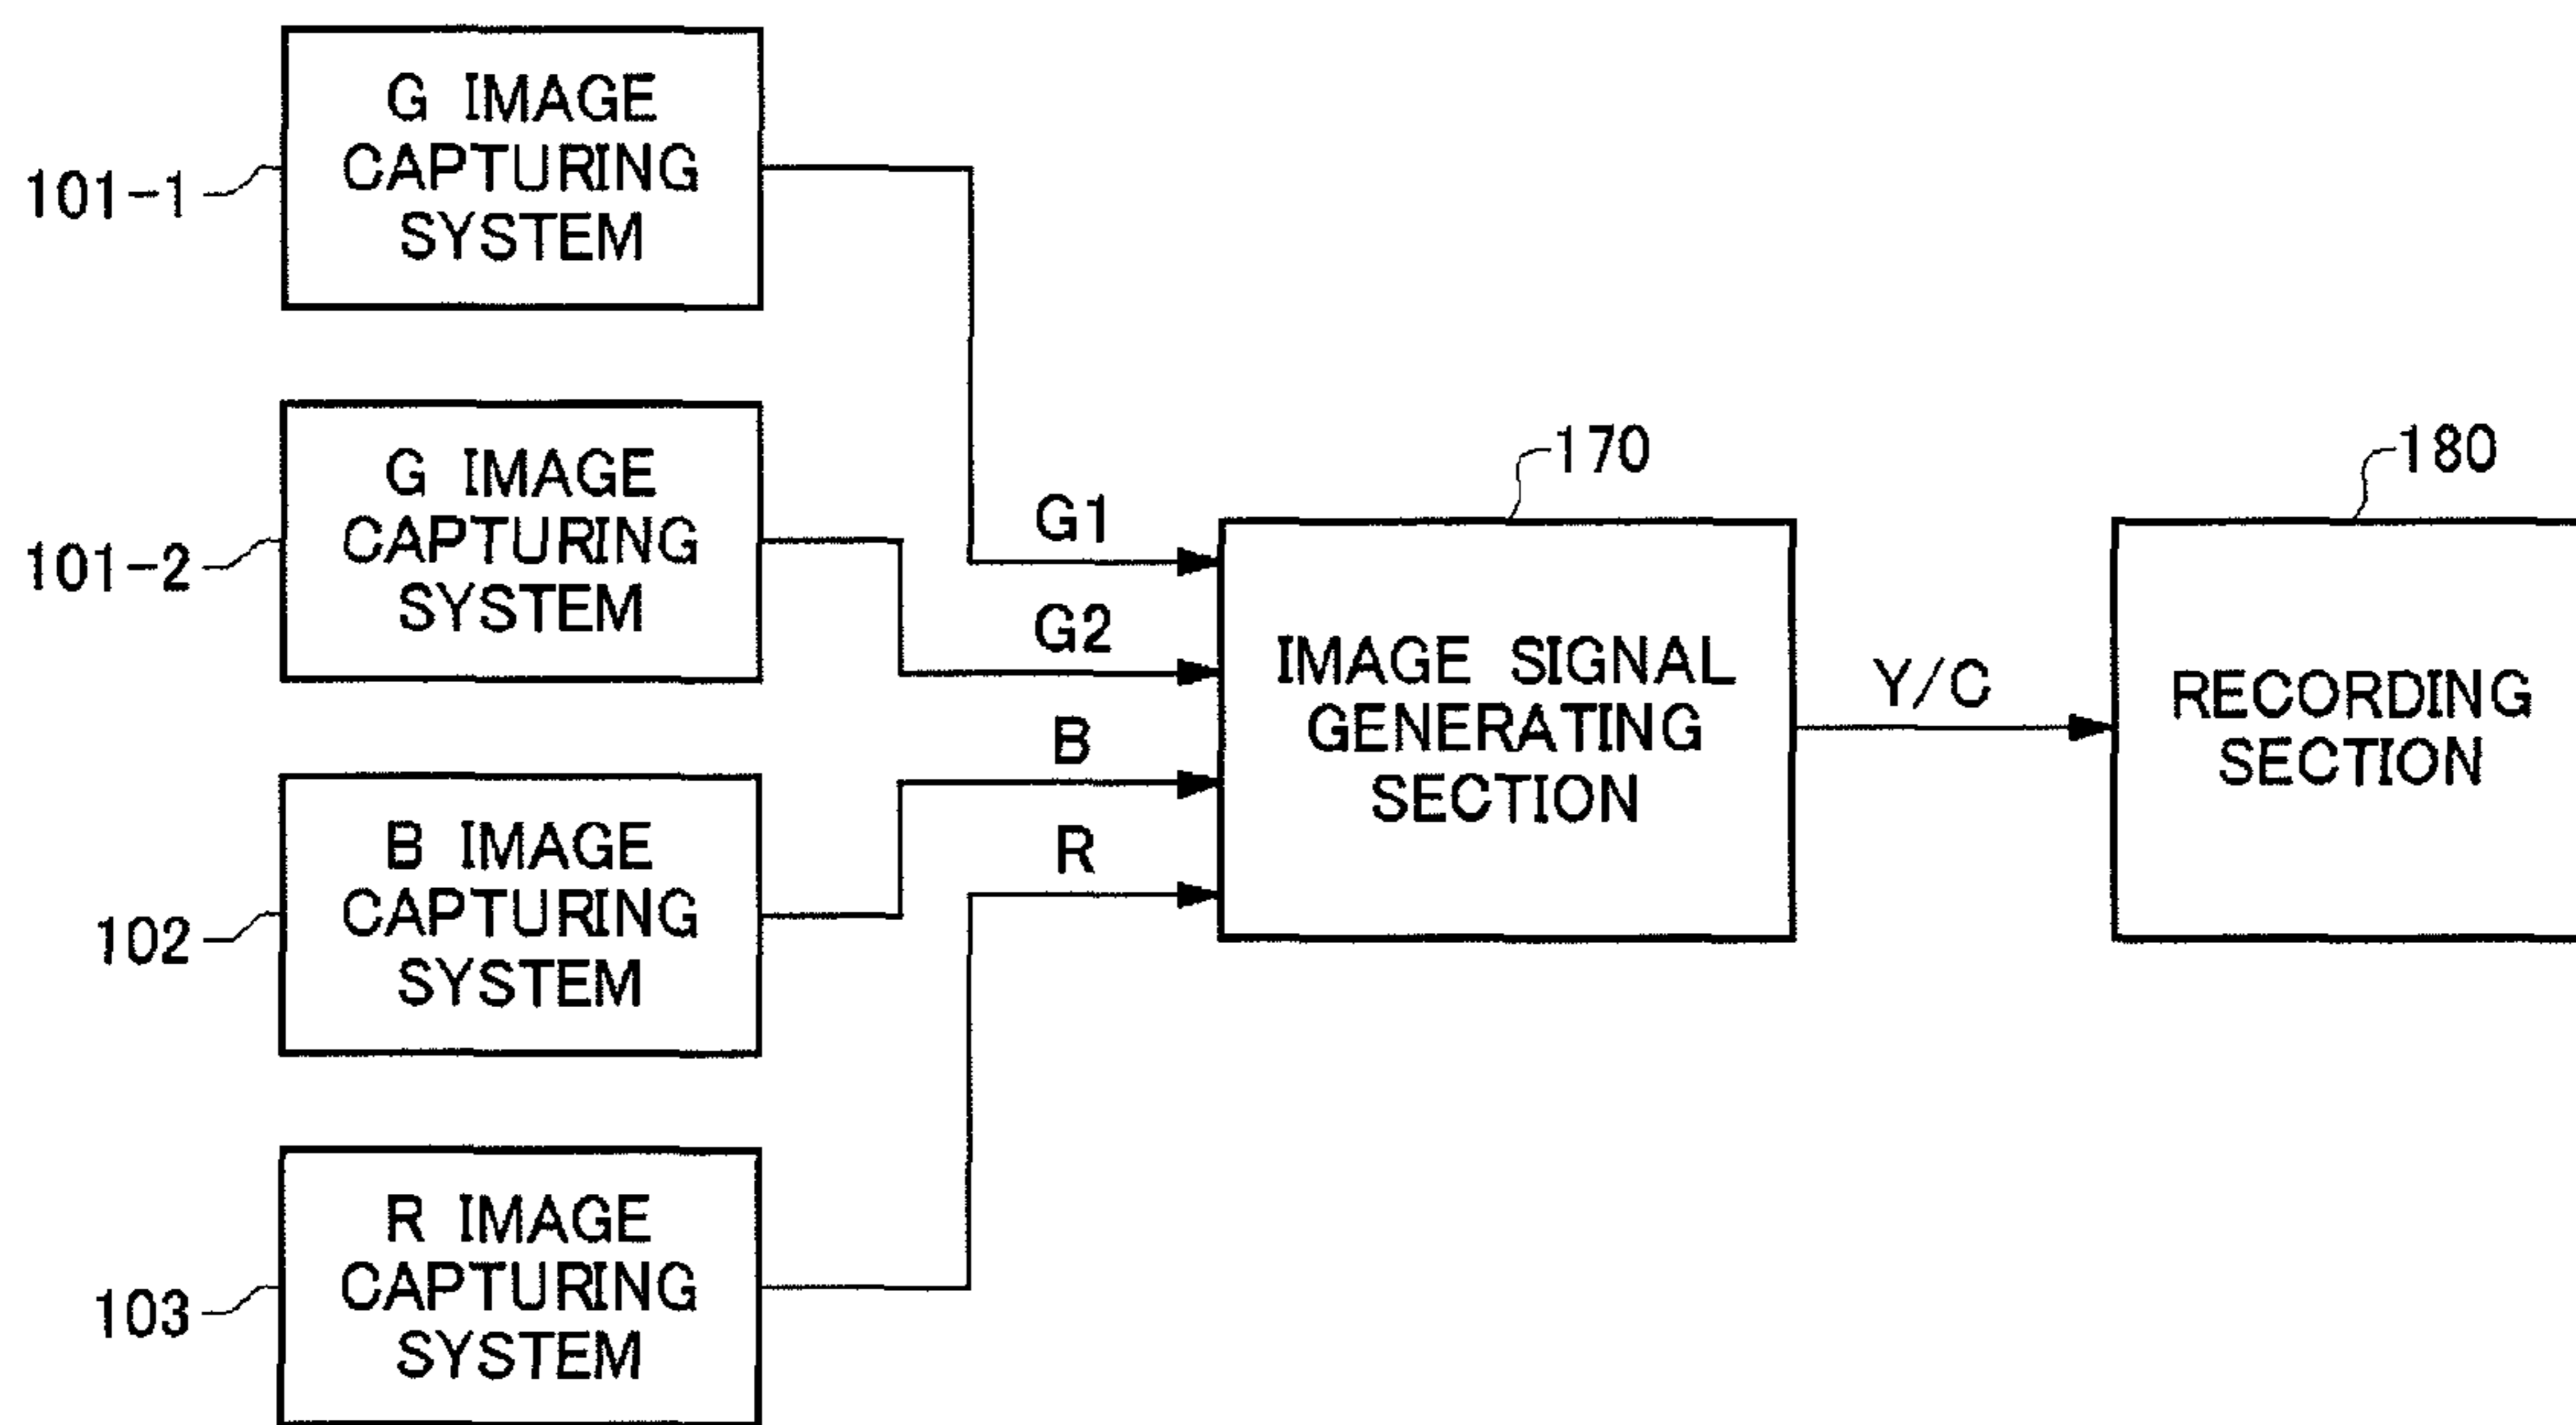 G IMAGE
CAPTURING
SYSTEM
101-1
G IMAGE
CAPTURING
SYSTEM
101-2
B IMAGE
CAPTURING
SYSTEM
102
R IMAGE
CAPTURING
SYSTEM
103
G1
G2
B
R
170
IMAGE SIGNAL
GENERATING
SECTION
Y/C
180
RECORDING
SECTION